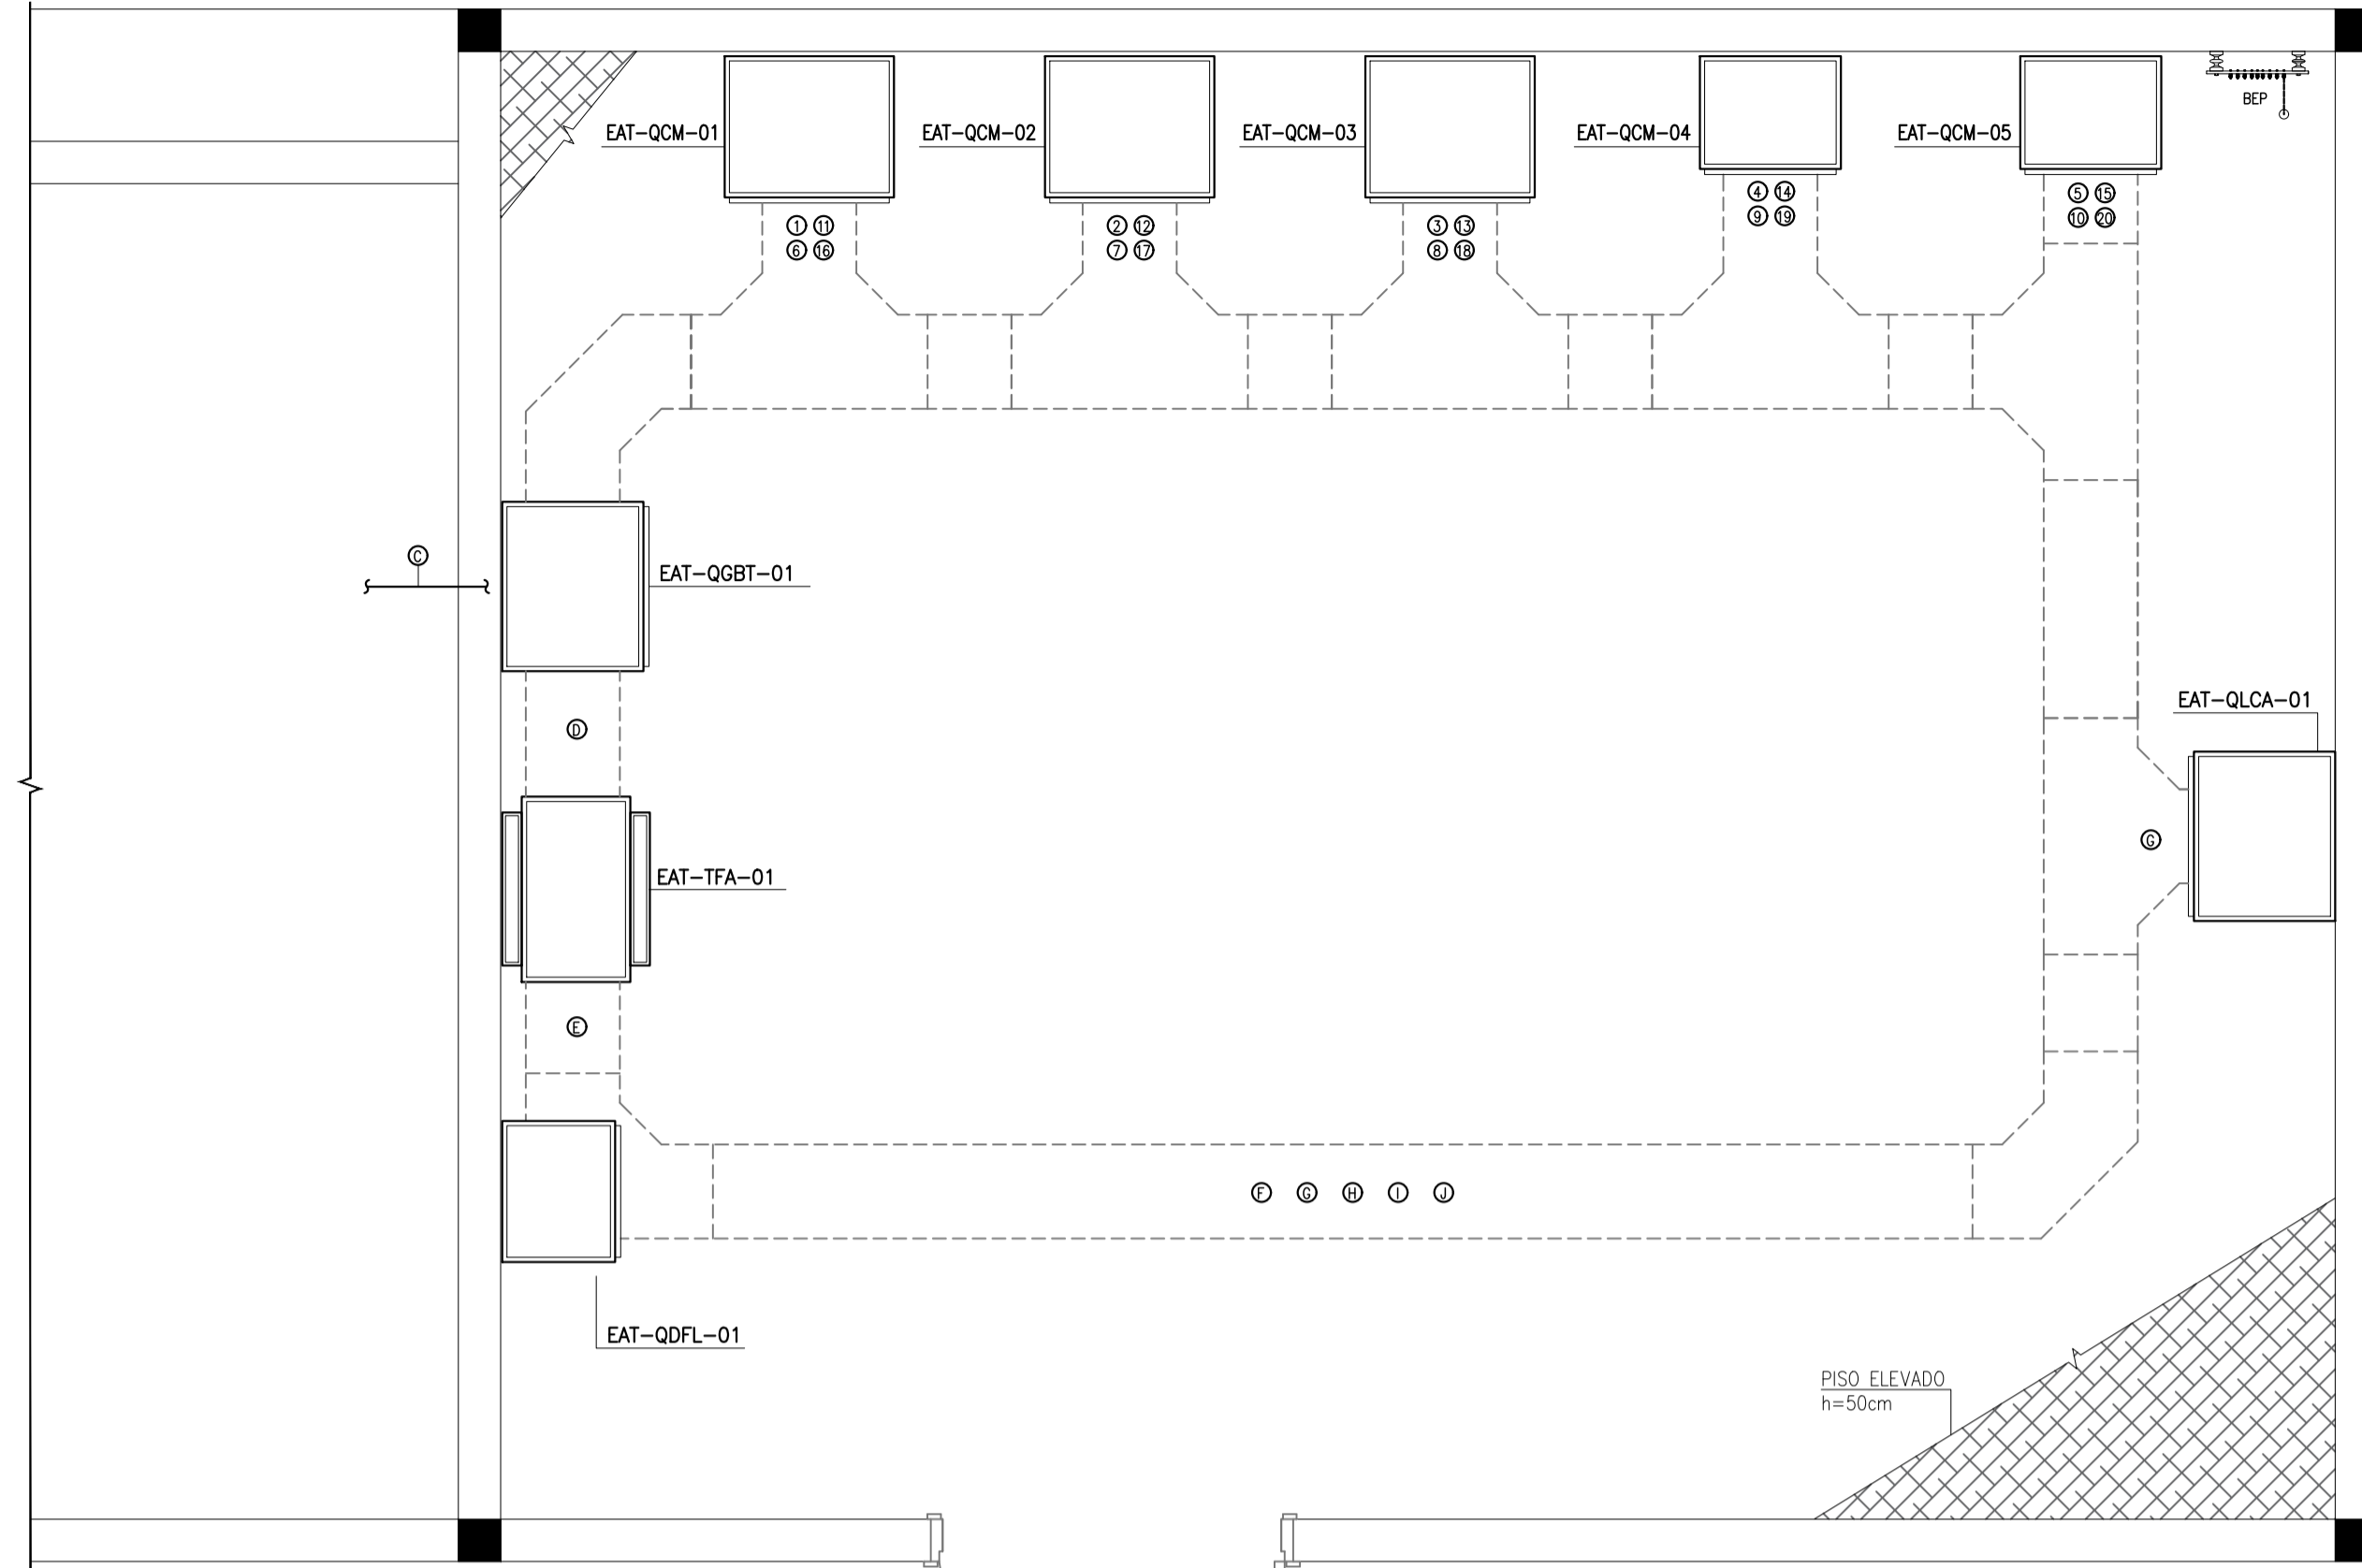 BEP
EAT-QCM-01
EAT-QCM-02
EAT-QCM-03
EAT-QCM-04
EAT-QCM-05
4 14
9 19
5 15
10 20
1 11
6 16
2 12
7 17
3 13
8 18
C
EAT-QGBT-01
EAT-QLCA-01
D
G
EAT-TFA-01
E
F G H I J
EAT-QDFL-01
PISO ELEVADO
h=50cm